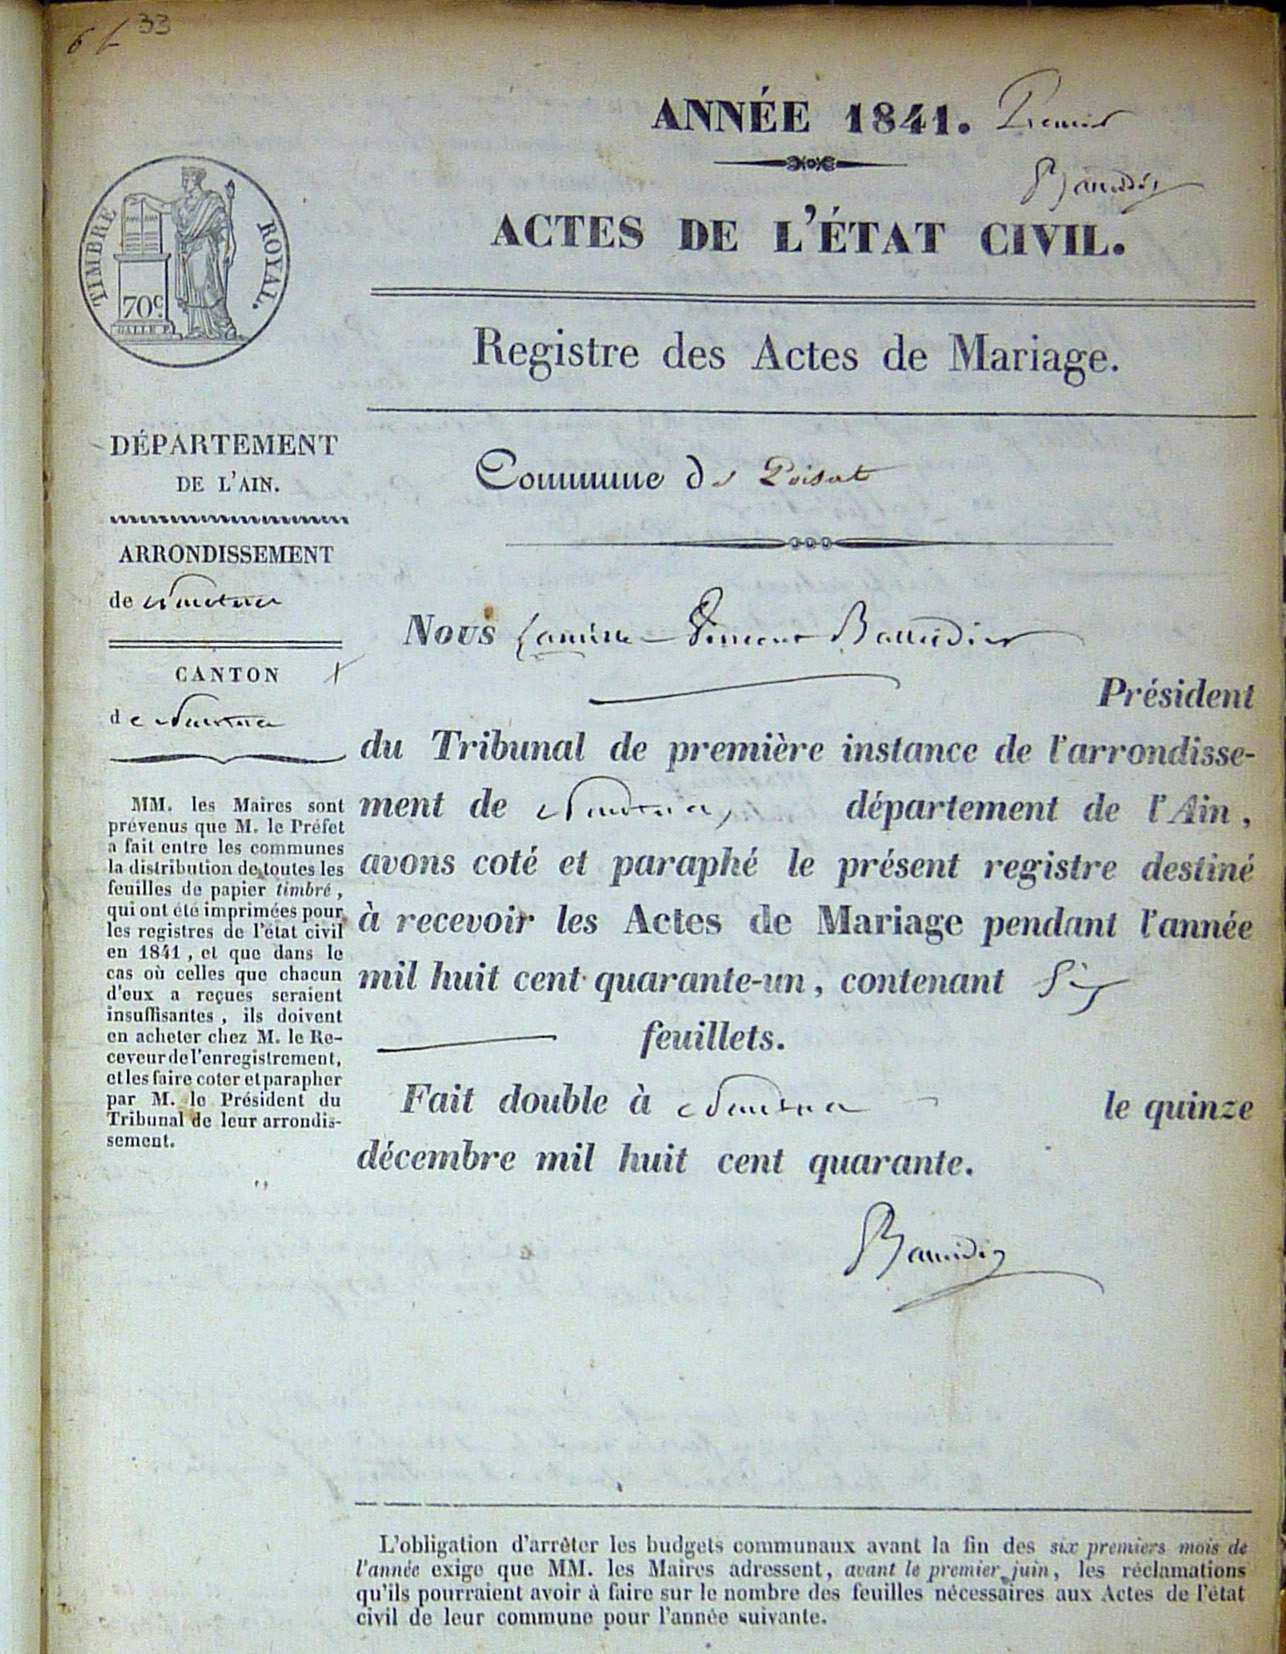 33
ANNÉE 1841. Premier
Baudin
ACTES DE L'ÉTAT CIVIL.
TIMBRE ROYAL.
70c
Registre des Actes de Mariage.
DÉPARTEMENT
DE L'AIN.
Commune de Poisat
ARRONDISSEMENT
de Nantua
CANTON
de Nantua
MM. les Maires sont
prévenus que M. le Préfet
a fait entre les communes
la distribution de toutes les
feuilles de papier timbré,
qui ont été imprimées pour
les registres de l'état civil
en 1841, et que dans le
cas où celles que chacun
d'eux a reçues seraient
insuffisantes, ils doivent
en acheter chez M. le Re-
ceveur de l'enregistrement,
et les faire coter et parapher
par M. le Président du
Tribunal de leur arrondis-
sement.
Nous Vincent
Président
du Tribunal de première instance de l'arrondisse-
ment de Nantua, département de l'Ain,
avons coté et paraphé le présent registre destiné
à recevoir les Actes de Mariage pendant l'année
mil huit cent quarante-un, contenant Six
feuillets.
Fait double à Nantua le quinze
décembre mil huit cent quarante.
L'obligation d'arrêter les budgets communaux avant la fin des six premiers mois de
l'année exige que MM. les Maires adressent, avant le premier juin, les réclamations
qu'ils pourraient avoir à faire sur le nombre des feuilles nécessaires aux Actes de l'état
civil de leur commune pour l'année suivante.